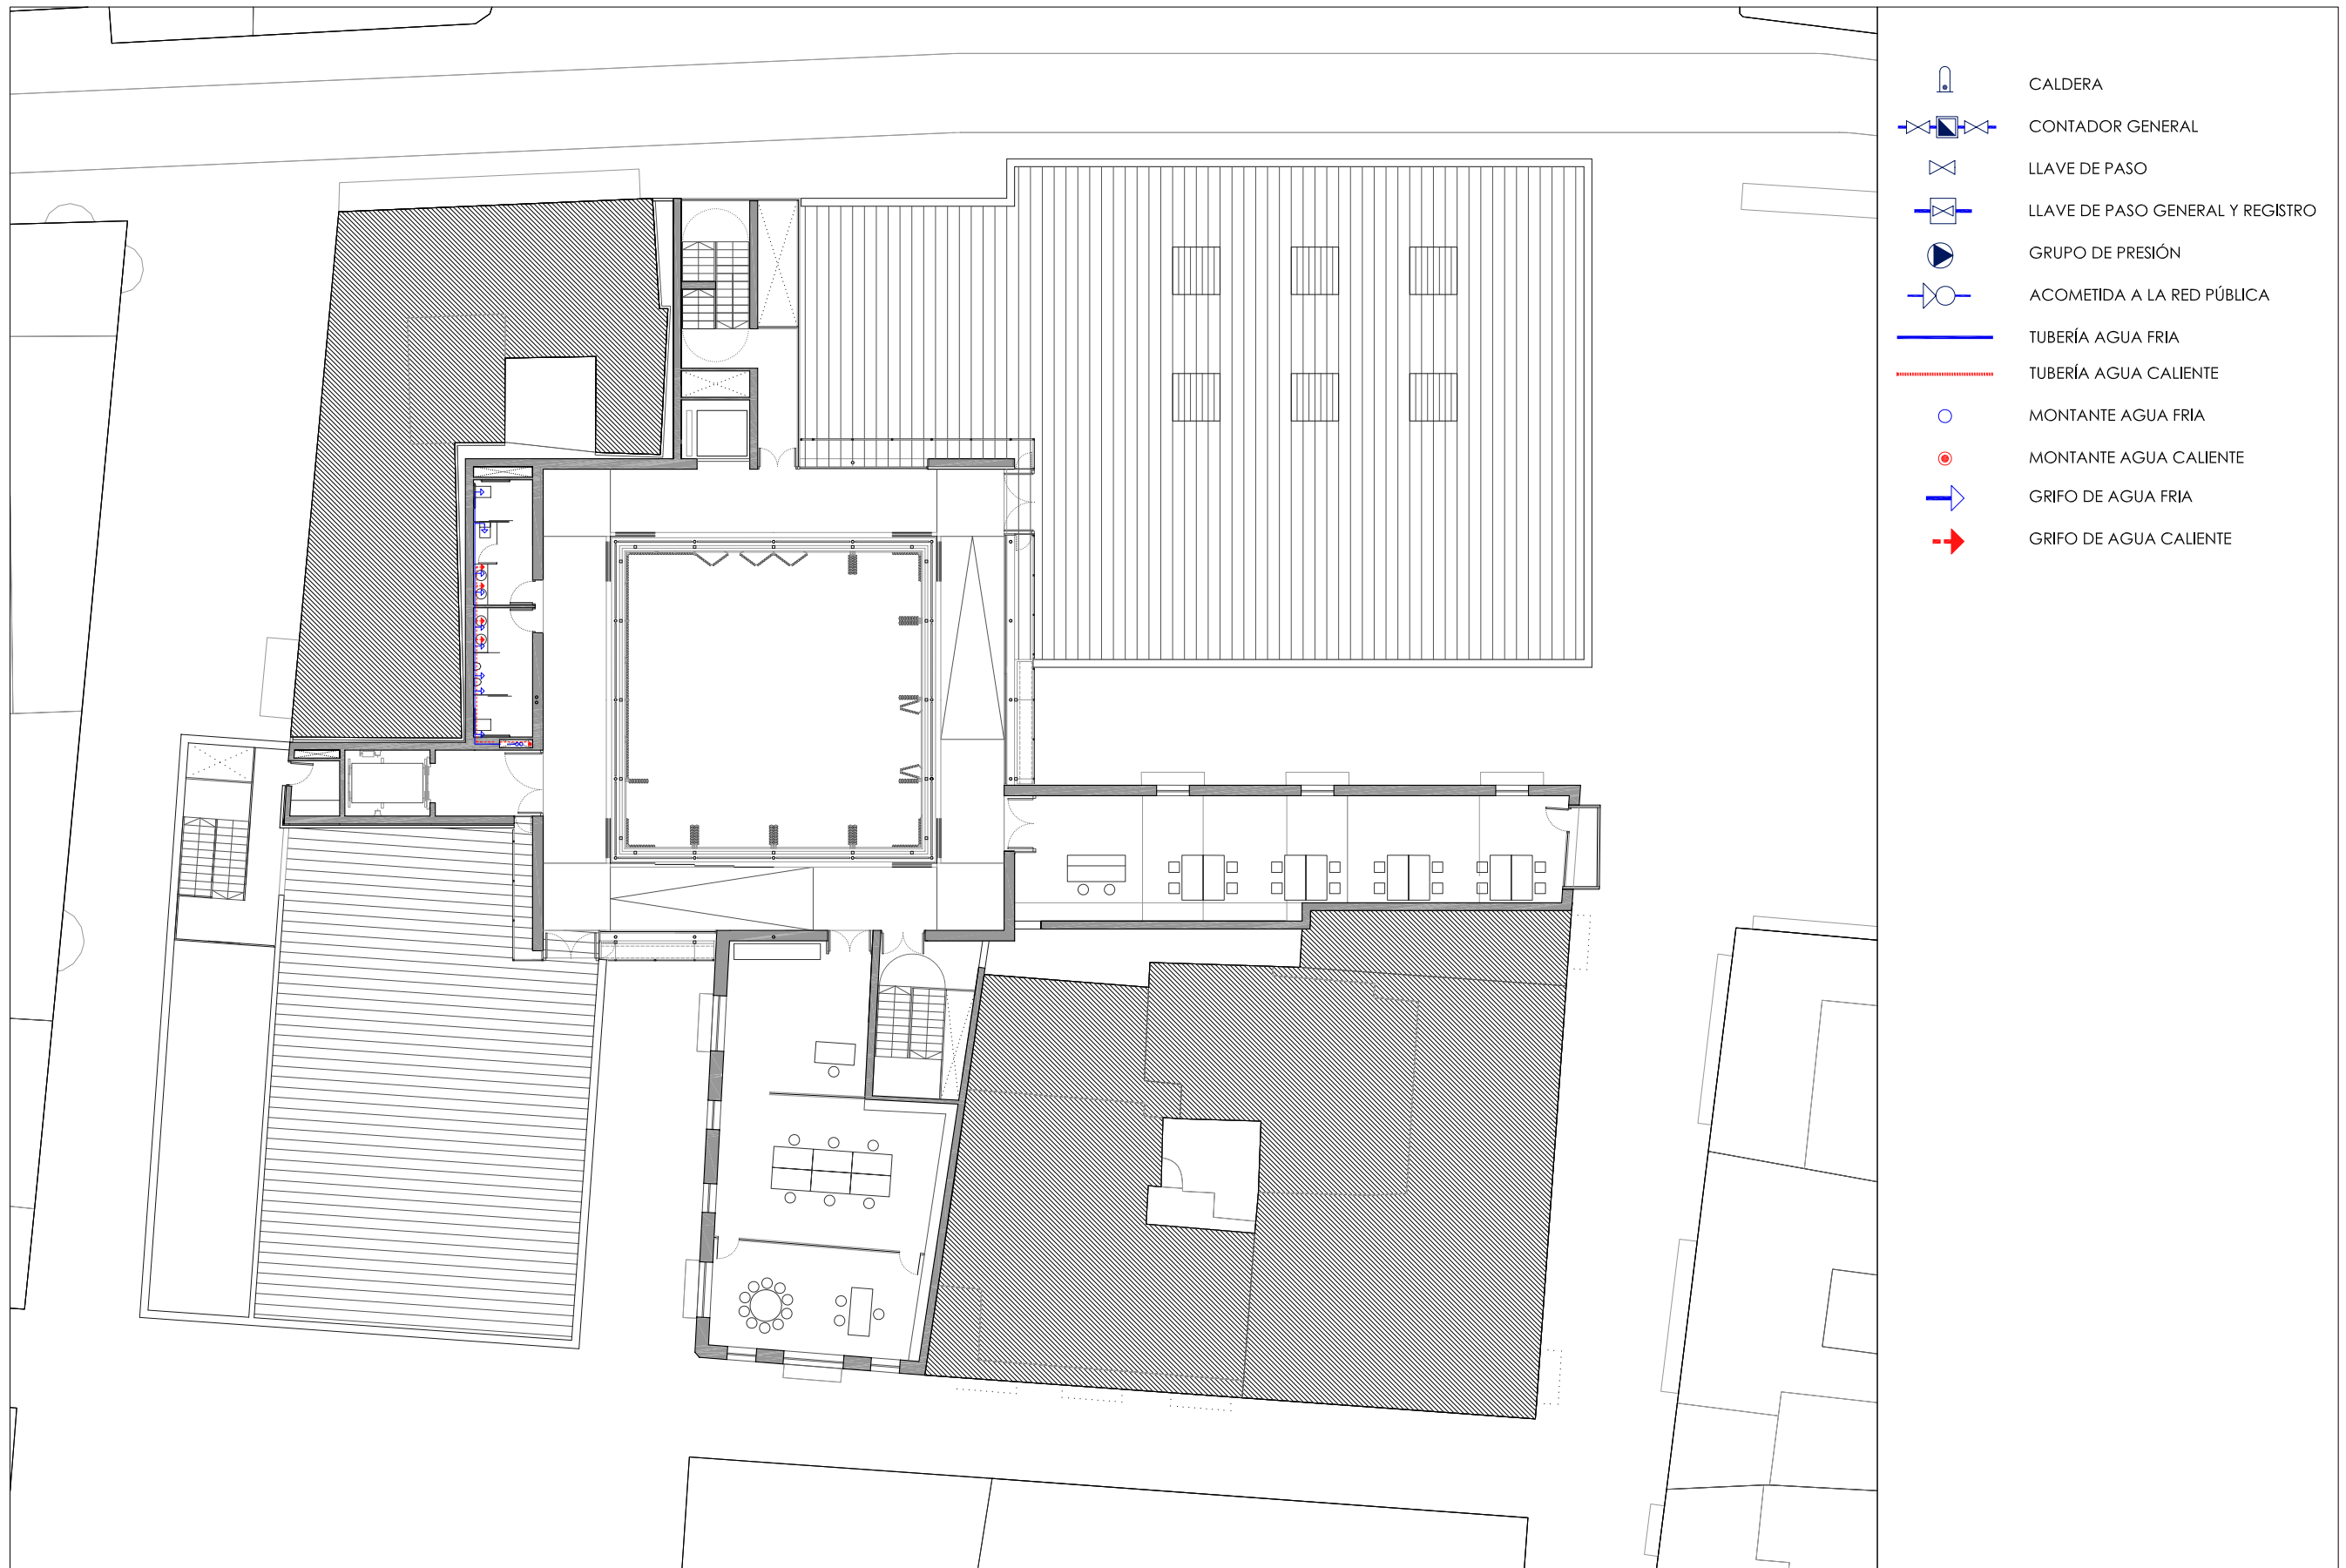 CALDERA
CONTADOR GENERAL
LLAVE DE PASO
LLAVE DE PASO GENERAL Y REGISTRO
GRUPO DE PRESIÓN
ACOMETIDA A LA RED PÚBLICA
TUBERÍA AGUA FRIA
TUBERÍA AGUA CALIENTE
MONTANTE AGUA FRIA
MONTANTE AGUA CALIENTE
GRIFO DE AGUA FRIA
GRIFO DE AGUA CALIENTE